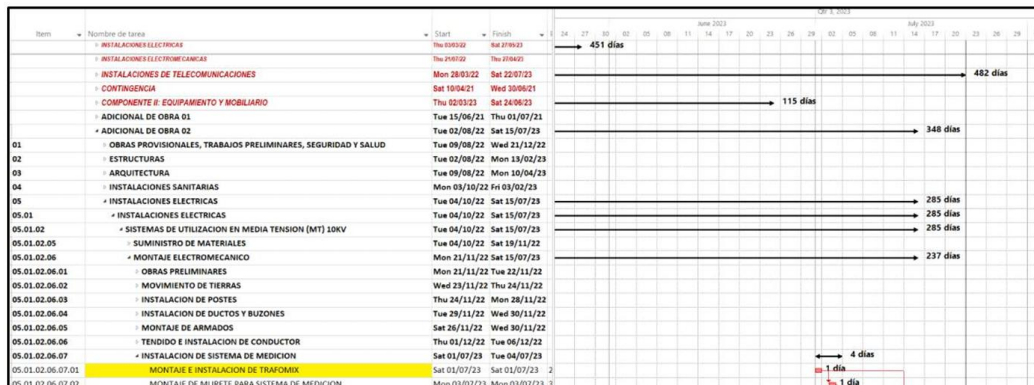 Qtr 3, 2023
June 2023 July 2023
Item Nombre de tarea Start Finish 24 27 30 02 05 08 11 14 17 20 23 26 29 02 05 08 11 14 17 20 23 26 29
INSTALACIONES ELECTRICAS Thu 03/03/22 Sat 27/05/23 451 días
INSTALACIONES ELECTROMECANICAS Thu 21/07/22 Thu 27/04/23
INSTALACIONES DE TELECOMUNICACIONES Mon 28/03/22 Sat 22/07/23 482 días
CONTINGENCIA Sat 10/04/21 Wed 30/06/21
COMPONENTE II: EQUIPAMIENTO Y MOBILIARIO Thu 02/03/23 Sat 24/06/23 115 días
ADICIONAL DE OBRA 01 Tue 15/06/21 Thu 01/07/21
ADICIONAL DE OBRA 02 Tue 02/08/22 Sat 15/07/23 348 días
01 OBRAS PROVISIONALES, TRABAJOS PRELIMINARES, SEGURIDAD Y SALUD Tue 09/08/22 Wed 21/12/22
02 ESTRUCTURAS Tue 02/08/22 Mon 13/02/23
03 ARQUITECTURA Tue 09/08/22 Mon 10/04/23
04 INSTALACIONES SANITARIAS Mon 03/10/22 Fri 03/02/23
05 INSTALACIONES ELECTRICAS Tue 04/10/22 Sat 15/07/23 285 días
05.01 INSTALACIONES ELECTRICAS Tue 04/10/22 Sat 15/07/23 285 días
05.01.02 SISTEMAS DE UTILIZACION EN MEDIA TENSION (MT) 10KV Tue 04/10/22 Sat 15/07/23 285 días
05.01.02.05 SUMINISTRO DE MATERIALES Tue 04/10/22 Sat 19/11/22
05.01.02.06 MONTAJE ELECTROMECANICO Mon 21/11/22 Sat 15/07/23 237 días
05.01.02.06.01 OBRAS PRELIMINARES Mon 21/11/22 Tue 22/11/22
05.01.02.06.02 MOVIMIENTO DE TIERRAS Wed 23/11/22 Thu 24/11/22
05.01.02.06.03 INSTALACION DE POSTES Thu 24/11/22 Mon 28/11/22
05.01.02.06.04 INSTALACION DE DUCTOS Y BUZONES Tue 29/11/22 Wed 30/11/22
05.01.02.06.05 MONTAJE DE ARMADOS Sat 26/11/22 Wed 30/11/22
05.01.02.06.06 TENDIDO E INSTALACION DE CONDUCTOR Thu 01/12/22 Tue 06/12/22
05.01.02.06.07 INSTALACION DE SISTEMA DE MEDICION Sat 01/07/23 Tue 04/07/23 4 días
05.01.02.06.07.01 MONTAJE E INSTALACION DE TRAFOMIX Sat 01/07/23 Sat 01/07/23 2 1 día
05.01.02.06.07.02 MONTAJE DE MURETE PARA SISTEMA DE MEDICION Mon 03/07/23 Mon 03/07/23 1 día